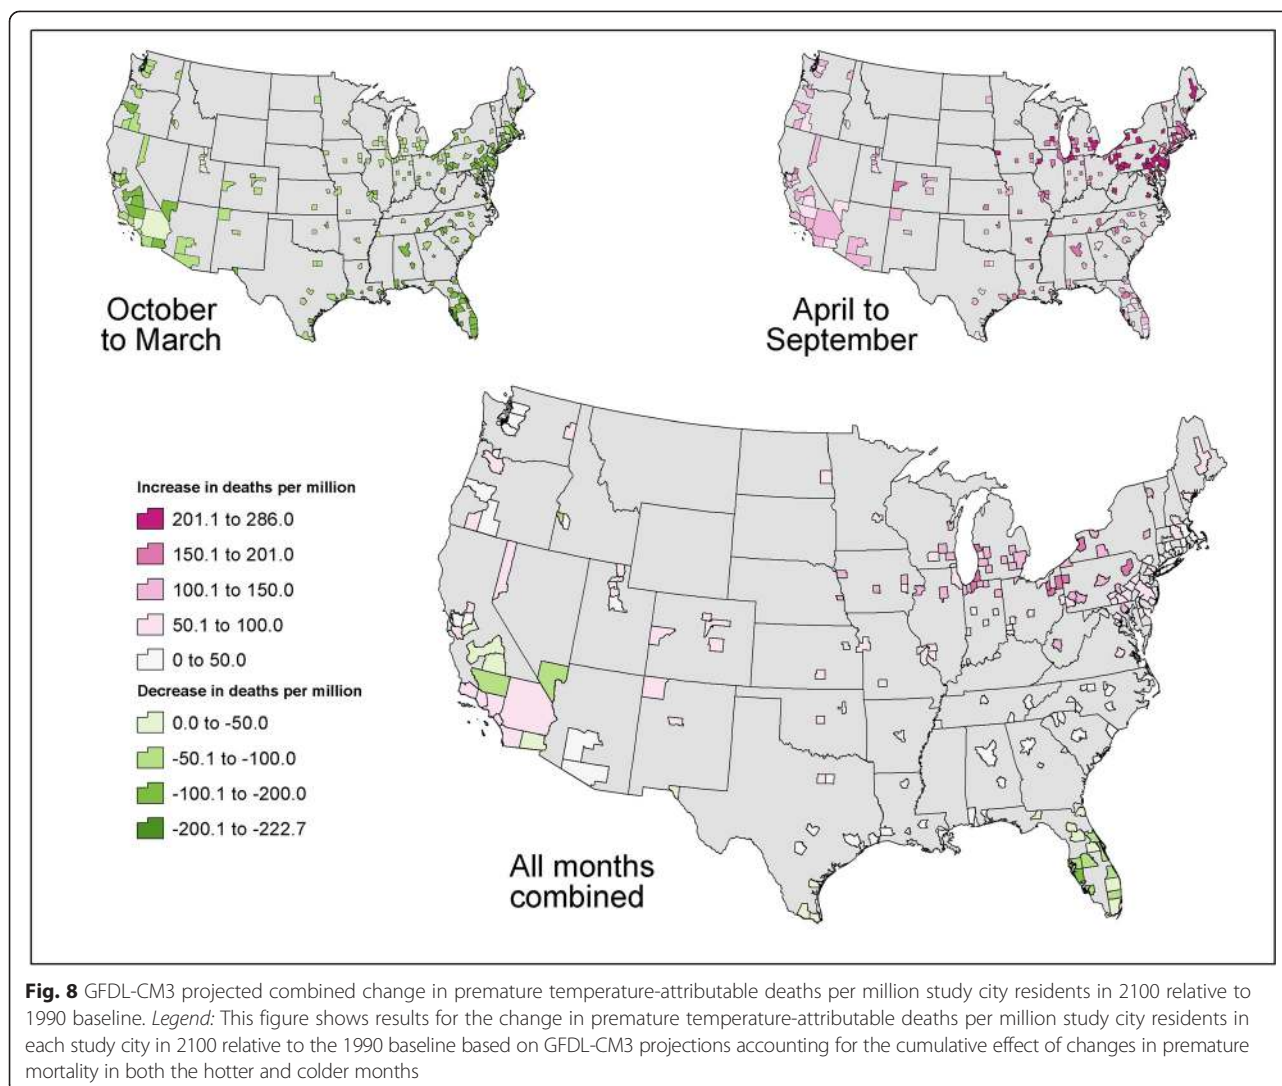 October
to March
April to
September
Increase in deaths per million
201.1 to 286.0
150.1 to 201.0
100.1 to 150.0
50.1 to 100.0
0 to 50.0
Decrease in deaths per million
0.0 to -50.0
-50.1 to -100.0
-100.1 to -200.0
-200.1 to -222.7
All months
combined
Fig. 8 GFDL-CM3 projected combined change in premature temperature-attributable deaths per million study city residents in 2100 relative to
1990 baseline. Legend: This figure shows results for the change in premature temperature-attributable deaths per million study city residents in
each study city in 2100 relative to the 1990 baseline based on GFDL-CM3 projections accounting for the cumulative effect of changes in premature
mortality in both the hotter and colder months